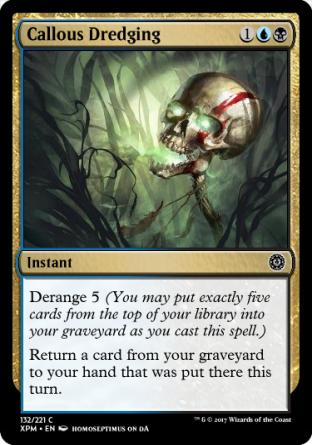 Callous Dredging 1
Instant
Derange 5 (You may put exactly five
cards from the top of your library into
your graveyard as you cast this spell.)
Return a card from your graveyard
to your hand that was put there this
turn.
132/221 C
XPM • EN HOMOSEPTIMUS ON DA
™ & © 2017 Wizards of the Coast